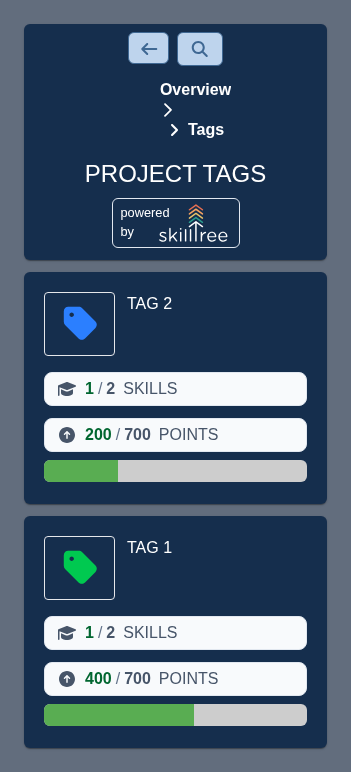 Overview
Tags
PROJECT TAGS
powered
by
skilltree
TAG 2
1 / 2 SKILLS
200 / 700 POINTS
TAG 1
1 / 2 SKILLS
400 / 700 POINTS